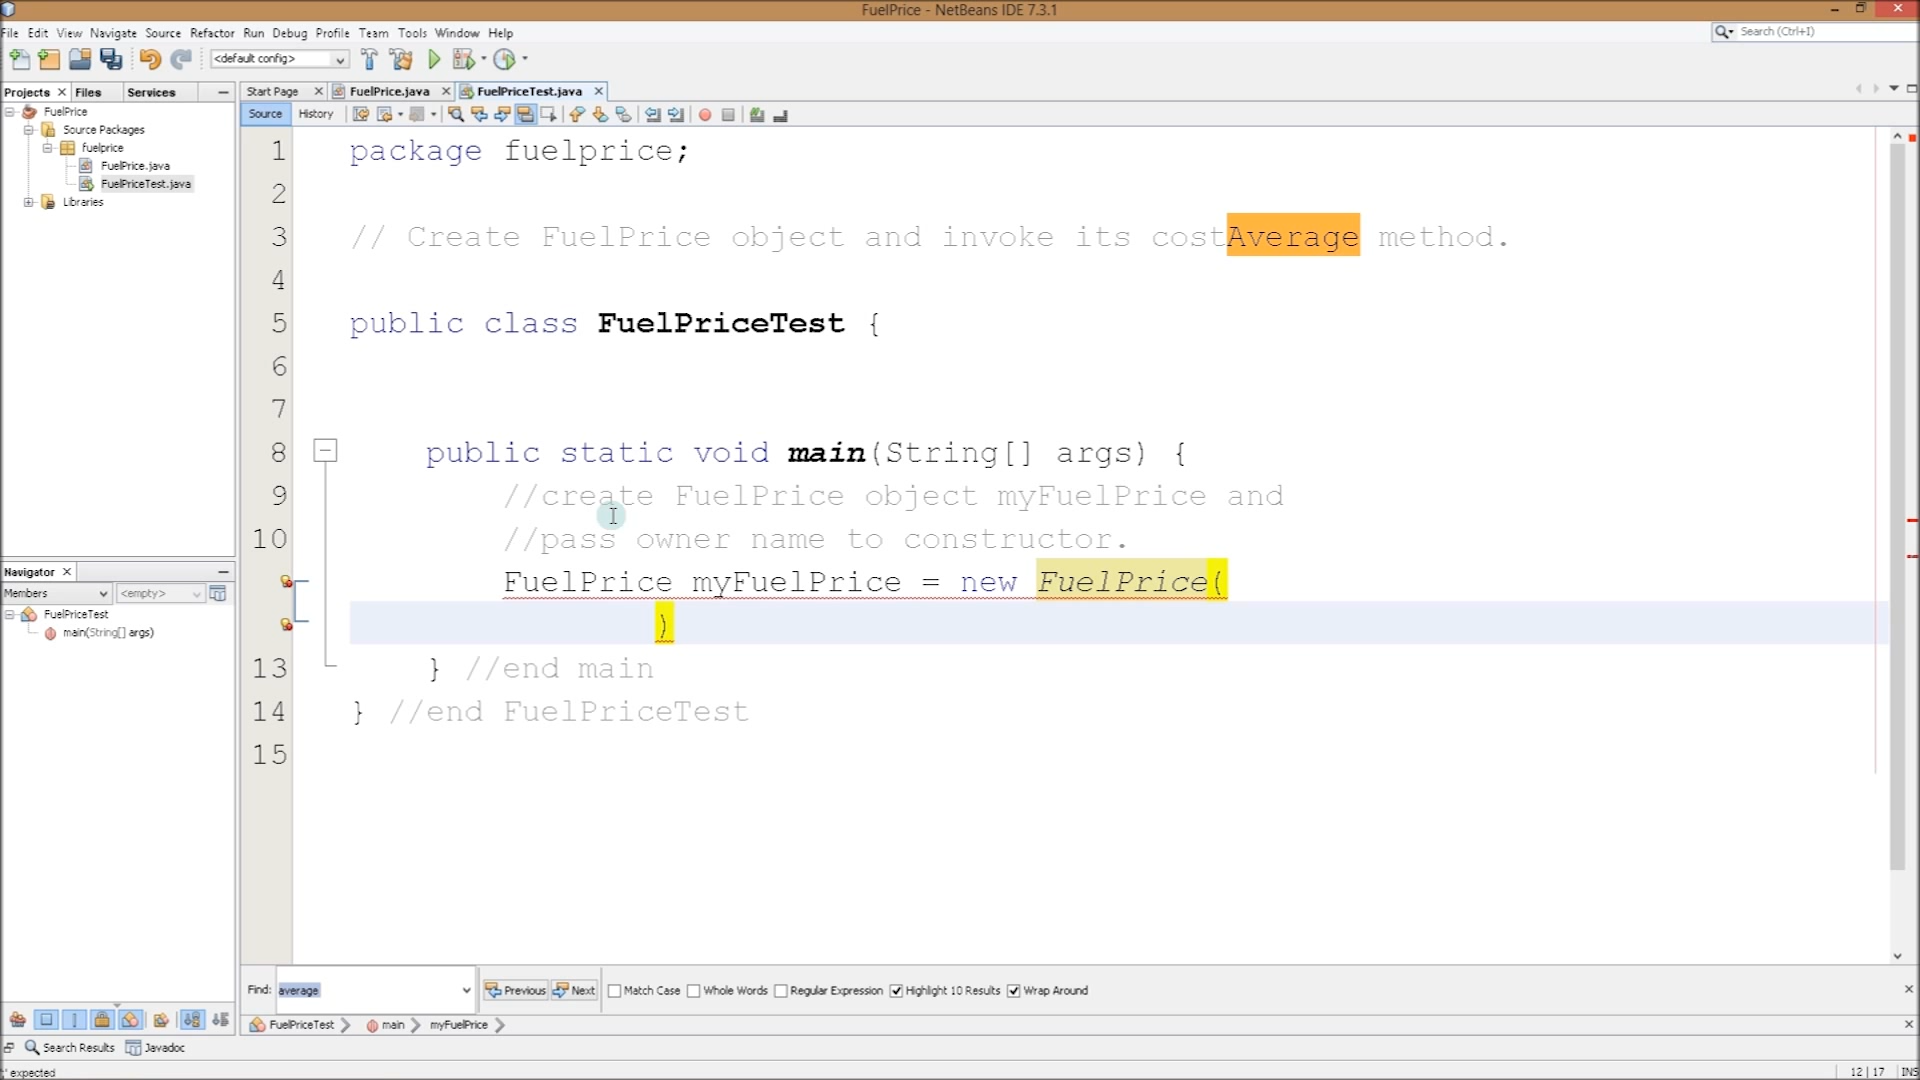 FuelPrice - NetBeans IDE 7.3.1
File Edit View Navigate Source Refactor Run Debug Profile Team Tools Window Help
Search (Ctrl+I)
<default config>
Projects Files Services
Start Page FuelPrice.java FuelPriceTest.java
Source History
FuelPrice
Source Packages
fuelprice
FuelPrice.java
FuelPriceTest.java
Libraries
1 package fuelprice;
2
3 // Create FuelPrice object and invoke its costAverage method.
4
5 public class FuelPriceTest {
6
7
8 public static void main(String[] args) {
9 //create FuelPrice object myFuelPrice and
10 //pass owner name to constructor.
FuelPrice myFuelPrice = new FuelPrice(
)
13 } //end main
14 } //end FuelPriceTest
15
Navigator
Members <empty>
FuelPriceTest
main(String[] args)
Find: average Previous Next Match Case Whole Words Regular Expression Highlight 10 Results Wrap Around
FuelPriceTest main myFuelPrice
Search Results Javadoc
';' expected
12 | 17 INS